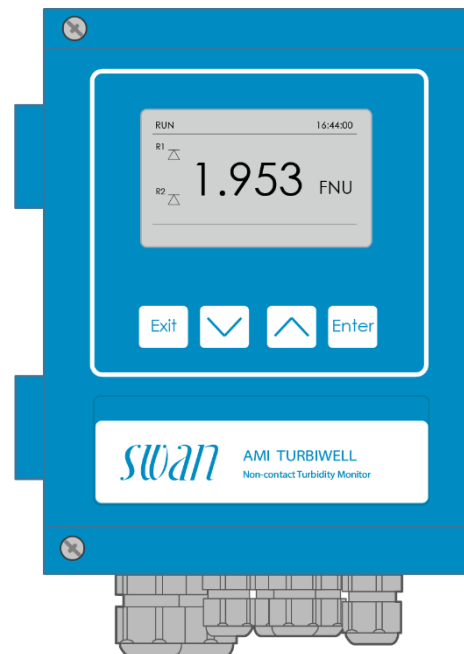 RUN 16:44:00
R1
1.953 FNU
R2
Exit Enter
swan AMI TURBIWELL
Non-contact Turbidity Monitor